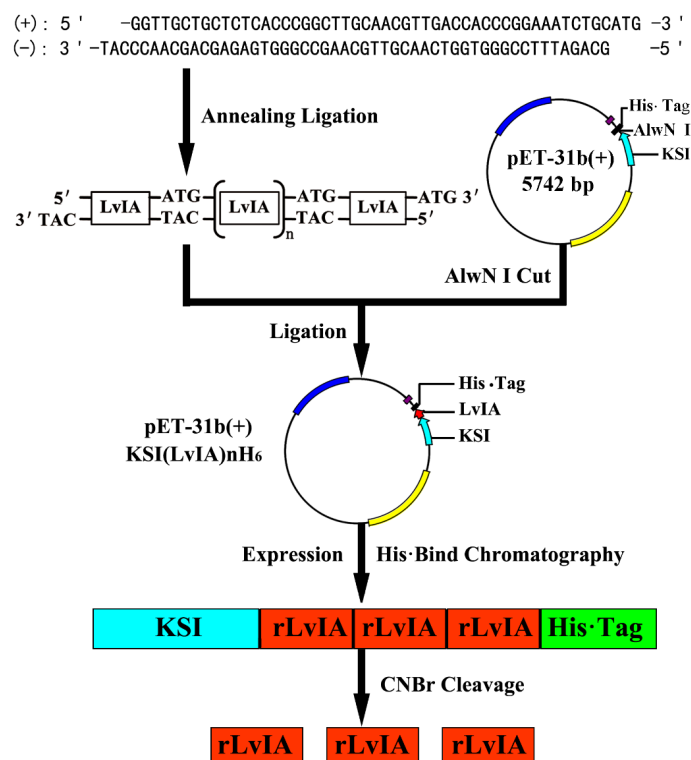 (+): 5' -GGTTGCTGCTCTCACCCGGCTTGCAACGTTGACCACCCGGAAATCTGCATG -3'
(-): 3' -TACCCAACGACGAGAGTGGGCCGAACGTTGCAACTGGTGGGCCTTTAGACG -5'
Annealing Ligation
His·Tag
AlwN I
KSI
pET-31b(+)
5742 bp
5' LvIA ATG LvIA ATG LvIA ATG 3'
3' TAC TAC TAC 5'
n
AlwN I Cut
Ligation
His·Tag
LvIA
KSI
pET-31b(+)
KSI(LvIA)nH6
Expression His·Bind Chromatography
KSI rLvIA rLvIA rLvIA His·Tag
CNBr Cleavage
rLvIA rLvIA rLvIA